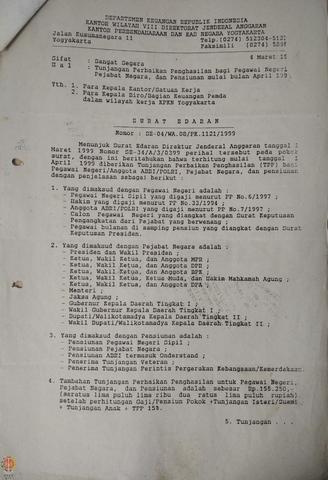 DEPARTEMEN KEUANGAN REPUBLIK INDONESIA
KANTOR WILAYAH VIII DIREKTORAT JENDERAL ANGGARAN
KANTOR PERBENDAHARAAN DAN KAS NEGARA YOGYAKARTA
Jalan Kusumanegara 11 Telp. (0274) 512204-512
Yogyakarta Faksimili (0274)
4 Maret
Sifat : Sangat Segera
H a l : Tunjangan Perbaikan Penghasilan bagi Pegawai Negeri
Pejabat Negara, dan Pensiunan mulai bulan April 199
Yth. 1. Para Kepala Kantor/Satuan Kerja
2. Para Kepala Biro/Bagian Keuangan Pemda
dalam wilayah kerja KPKN Yogyakarta
S U R A T E D A R A N
Nomor : SE-04/WA.08/PK.1121/1999
Menunjuk Surat Edaran Direktur Jenderal Anggaran tanggal 1
Maret 1999 Nomor SE-34/A/3/0399 perihal tersebut pada pokok
surat, dengan ini beritahukan bahwa terhitung mulai tanggal 1
April 1999 diberikan Tunjangan Perbaikan Penghasilan (TPP) bagi
Pegawai Negeri/Anggota ABDI/POLRI, Pejabat Negara, dan pensiunan
dengan penjelasan sebagai berikut :
1. Yang dimaksud dengan Pegawai Negeri adalah :
- Pegawai Negeri Sipil yang digaji menurut PP No.6/1997 ;
- Hakim yang digaji menurut PP No.33/1994 ;
- Anggota ABDI/POLRI yang digaji menurut PP No.7/1997 ;
- Calon Pegawai Negeri yang diangkat dengan Surat Keputusan
Pengangkatan dari Pejabat yang berwenang ;
- Pegawai bulanan di samping pensiun yang diangkat dengan Surat
Keputusan Presiden.
2. Yang dimaksud dengan Pejabat Negara adalah :
- Presiden dan Wakil Presiden ;
- Ketua, Wakil Ketua, dan Anggota MPR ;
- Ketua, Wakil Ketua, dan Anggota DPR ;
- Ketua, Wakil Ketua, dan Anggota BPK ;
- Ketua, Wakil Ketua, Ketua Muda, dan Hakim Mahkamah Agung ;
- Ketua, Wakil Ketua, dan Anggota DPA ;
- Menteri ;
- Jaksa Agung ;
- Gubernur Kepala Daerah Tingkat I ;
- Wakil Gubernur Kepala Daerah Tingkat I ;
- Bupati/Walikotamadya Kepala Daerah Tingkat II ;
- Wakil Bupati/Walikotamadya Kepala Daerah Tingkat II ;
3. Yang dimaksud dengan Pensiunan adalah :
- Pensiunan Pegawai Negeri Sipil ;
- Pensiunan Pejabat Negara ;
- Pensiunan ABDI termasuk Onderstand ;
- Penerima Tunjangan Veteran ;
- Penerima Tunjangan Perintis Pergerakan Kebangsaan/Kemerdekaan
4. Tambahan Tunjangan Perbaikan Penghasilan untuk Pegawai Negeri,
Pejabat Negara, dan Pensiunan adalah sebesar Rp.155.250,-
(seratus lima puluh lima ribu dua ratus lima puluh rupiah)
setelah perhitungan Gaji/Pensiun Pokok +Tunjangan Isteri/Suami
+ Tunjangan Anak + TPP 15%.
5. Tunjangan . . .